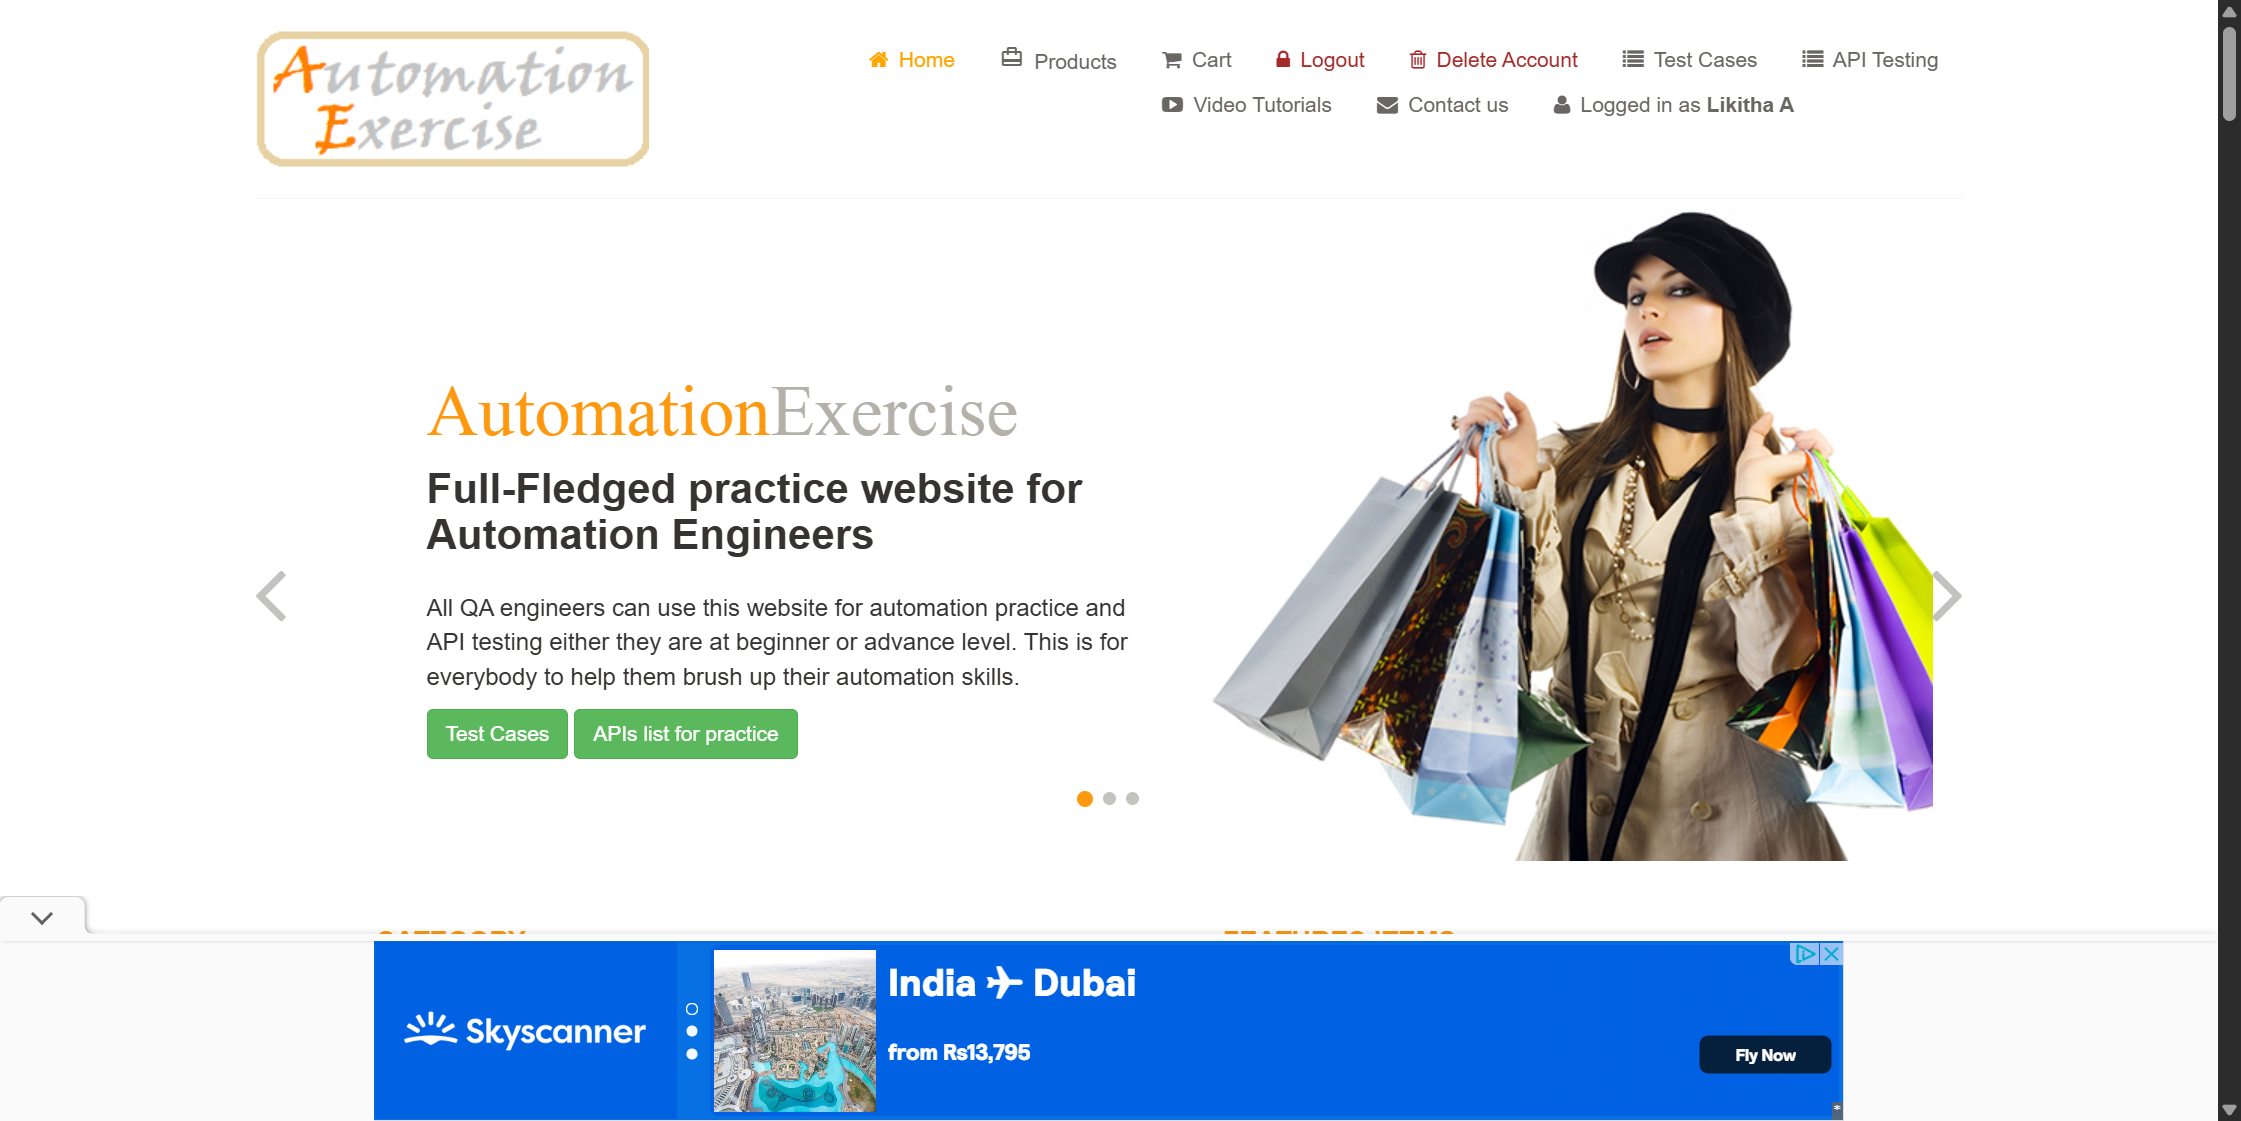 Automation
Exercise
Home
Products
Cart
Logout
Delete Account
Test Cases
API Testing
Video Tutorials
Contact us
Logged in as Likitha A
AutomationExercise
Full-Fledged practice website for
Automation Engineers
All QA engineers can use this website for automation practice and
API testing either they are at beginner or advance level. This is for
everybody to help them brush up their automation skills.
Test Cases
APIs list for practice
CATEGORY
FEATURES ITEMS
Skyscanner
India Dubai
from Rs13,795
Fly Now